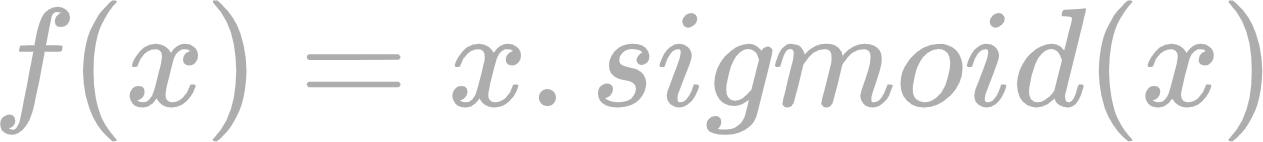 f(x) = x. sigmoid(x)